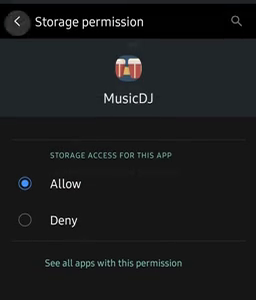 Storage permission
MusicDJ
STORAGE ACCESS FOR THIS APP
Allow
Deny
See all apps with this permission